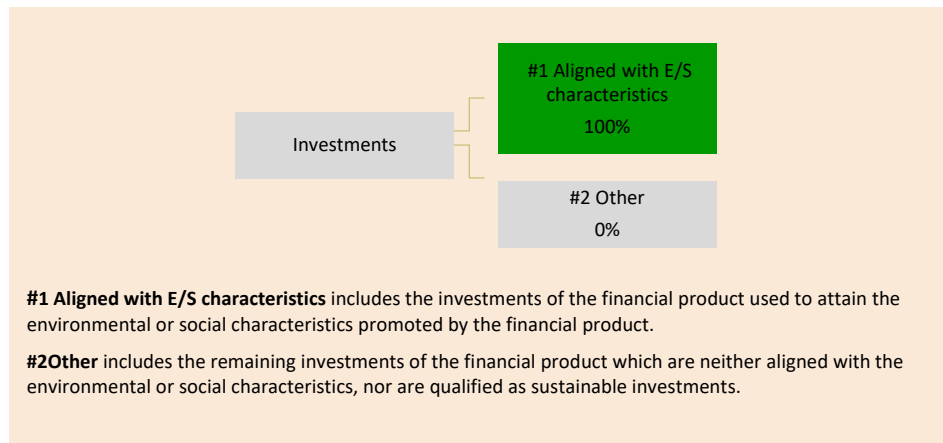 #1 Aligned with E/S
characteristics
100%
Investments
#2 Other
0%
#1 Aligned with E/S characteristics includes the investments of the financial product used to attain the
environmental or social characteristics promoted by the financial product.
#2Other includes the remaining investments of the financial product which are neither aligned with the
environmental or social characteristics, nor are qualified as sustainable investments.